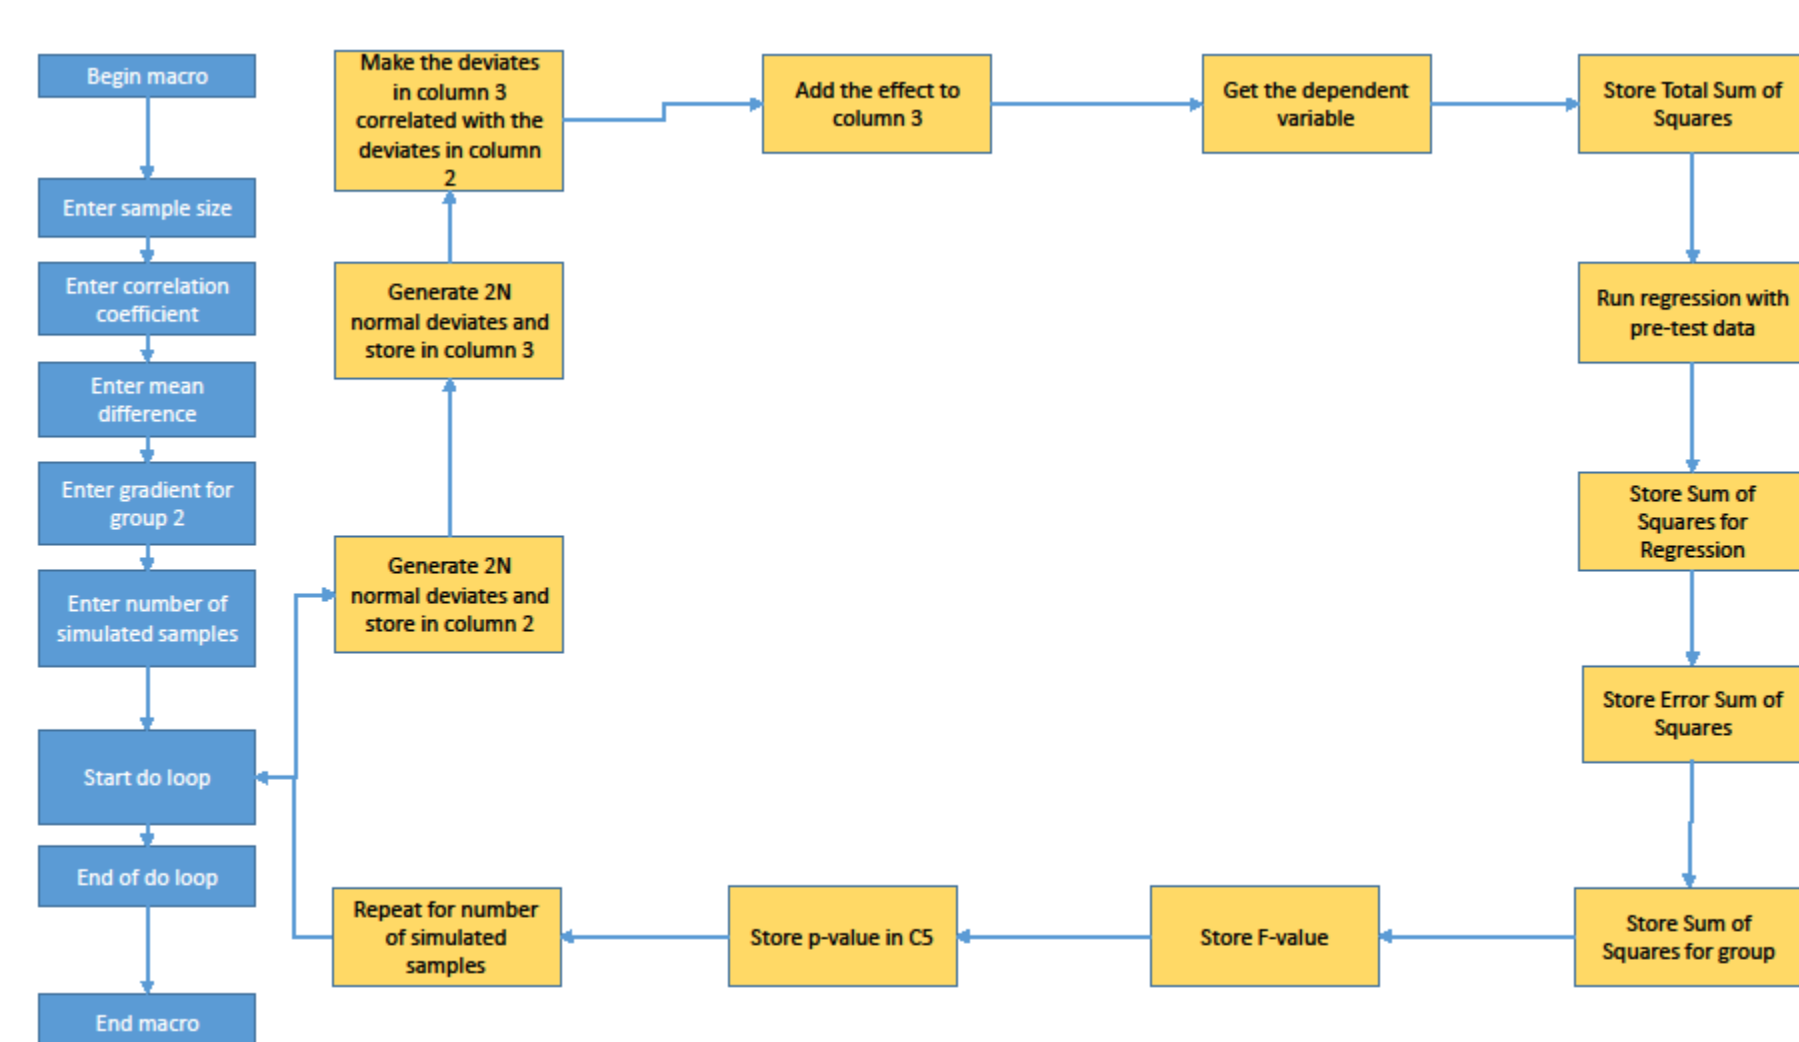 Begin macro
Enter sample size
Enter correlation
coefficient
Enter mean
difference
Enter gradient for
group 2
Enter number of
simulated samples
Start do loop
End of do loop
End macro
Generate 2N
normal deviates and
store in column 2
Generate 2N
normal deviates and
store in column 3
Make the deviates
in column 3
correlated with the
deviates in column
2
Add the effect to
column 3
Get the dependent
variable
Store Total Sum of
Squares
Run regression with
pre-test data
Store Sum of
Squares for
Regression
Store Error Sum of
Squares
Store Sum of
Squares for group
Store F-value
Store p-value in C5
Repeat for number
of simulated
samples